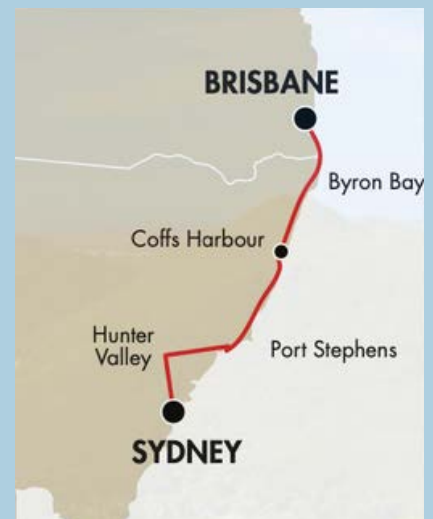 BRISBANE
Byron Bay
Coffs Harbour
Hunter
Valley
Port Stephens
SYDNEY